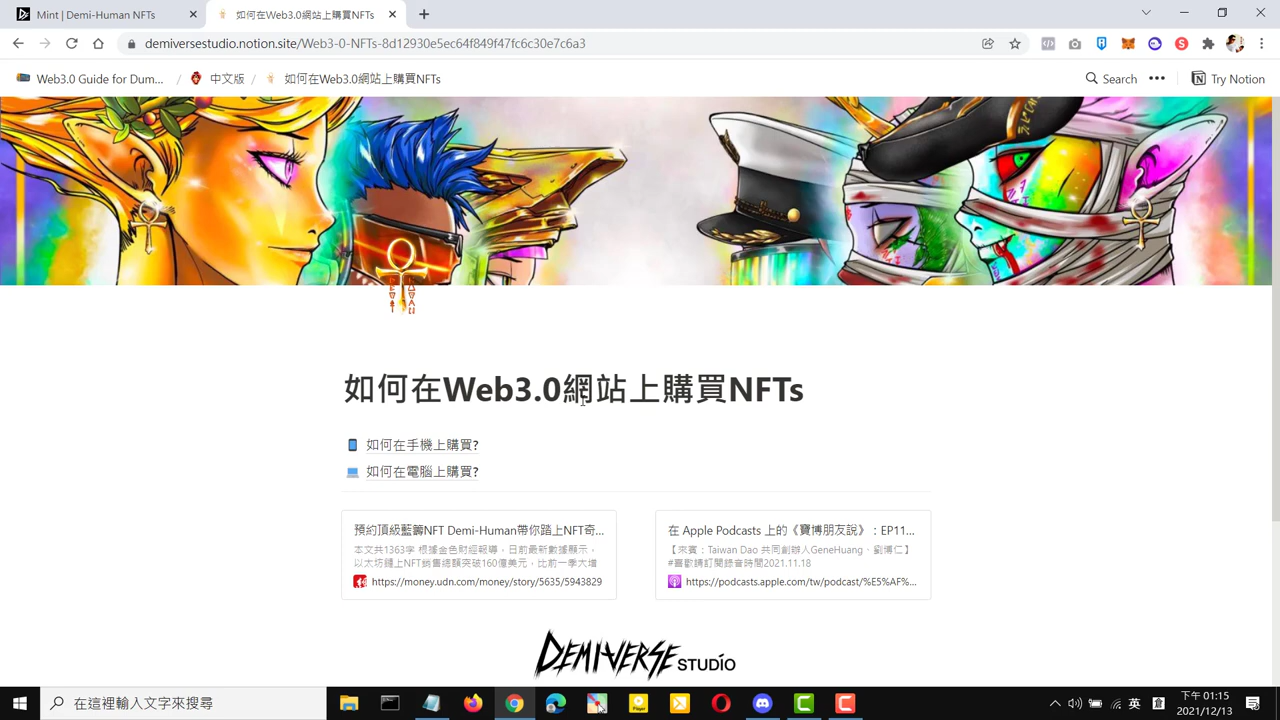 Mint | Demi-Human NFTs
如何在Web3.0網站上購買NFTs
demiversestudio.notion.site/Web3-0-NFTs-8d12930e5ec64f8f9f47fc6c30e7c6a3
Web3.0 Guide for Dum... / 中文版 / 如何在Web3.0網站上購買NFTs
Search ••• Try Notion
如何在Web3.0網站上購買NFTs
如何在手機上購買?
如何在電腦上購買?
預約頂級藍籌NFT Demi-Human帶你踏上NFT奇...
本文共1363字 根據金色財經報導,日前最新數據顯示,
以太坊鏈上NFT銷售總額突破160億美元,比前一季大增
https://money.udn.com/money/story/5635/5943829
在 Apple Podcasts 上的《寶博朋友說》:EP11...
【來賓:Taiwan Dao 共同創辦人GeneHuang、劉博仁】
#喜歡請訂閱錄音時間2021.11.18
https://podcasts.apple.com/tw/podcast/%E5%AF%...
DEMIVERSE STUDIO
在這裡輸入文字來搜尋
英
下午 01:15
2021/12/13